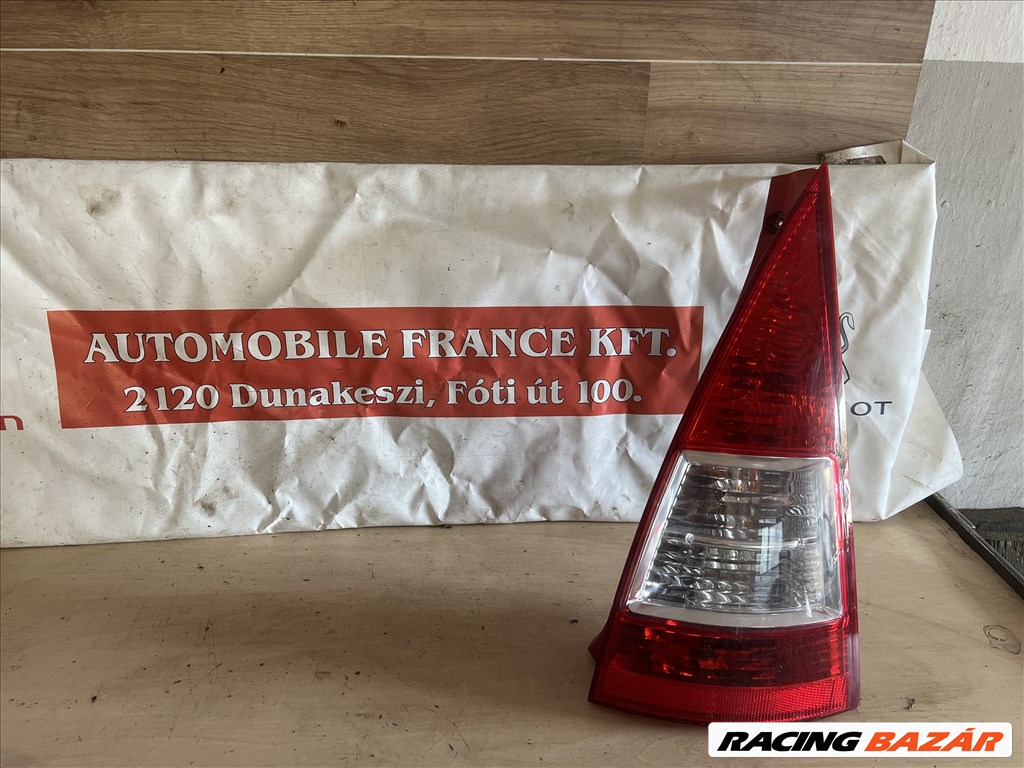 AUTOMOBILE FRANCE KFT.
2120 Dunakeszi, Fóti út 100.
n
OT
RACING BAZÁR